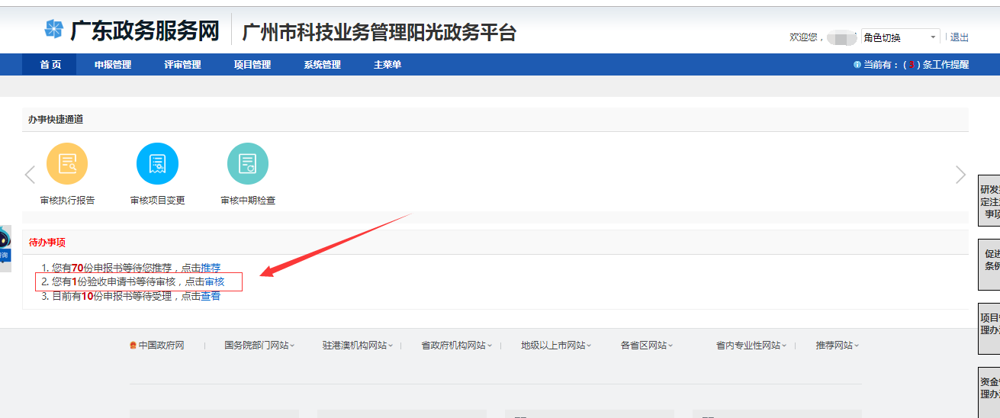 广东政务服务网 广州市科技业务管理阳光政务平台
欢迎您， 角色切换 退出
首 页 申报管理 评审管理 项目管理 系统管理 主菜单 当前有：( 3 ) 条工作提醒
办事快捷通道
审核执行报告 审核项目变更 审核中期检查
待办事项
1. 您有70份申报书等待您推荐，点击推荐
2. 您有1份验收申请书等待审核，点击审核
3. 目前有10份申报书等待受理，点击查看
研发
定注
事项
促进
条例
项目
理办
资金
理办
中国政府网 国务院部门网站 驻港澳机构网站 省政府机构网站 地级以上市网站 各省区网站 省内专业性网站 推荐网站